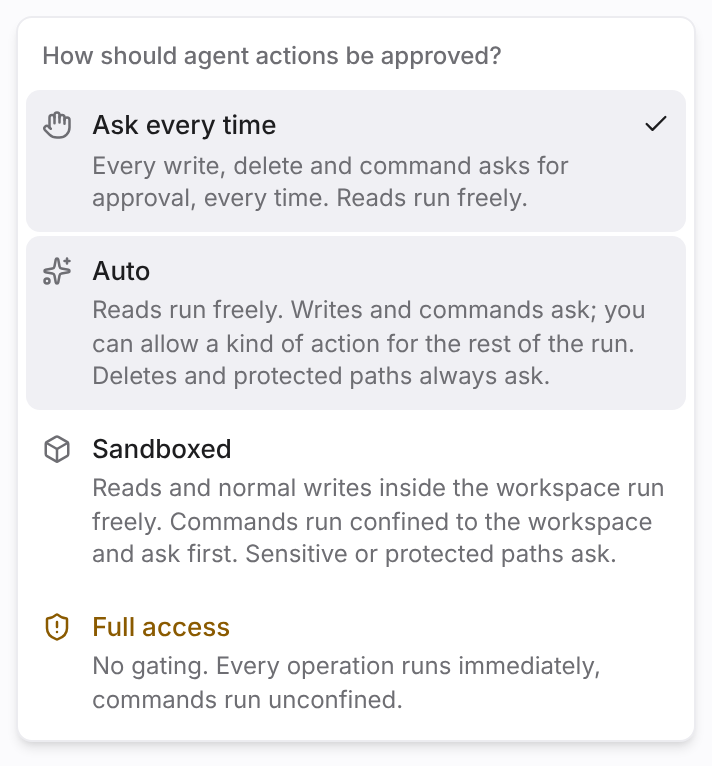 How should agent actions be approved?
Ask every time
Every write, delete and command asks for
approval, every time. Reads run freely.
Auto
Reads run freely. Writes and commands ask; you
can allow a kind of action for the rest of the run.
Deletes and protected paths always ask.
Sandboxed
Reads and normal writes inside the workspace run
freely. Commands run confined to the workspace
and ask first. Sensitive or protected paths ask.
Full access
No gating. Every operation runs immediately,
commands run unconfined.